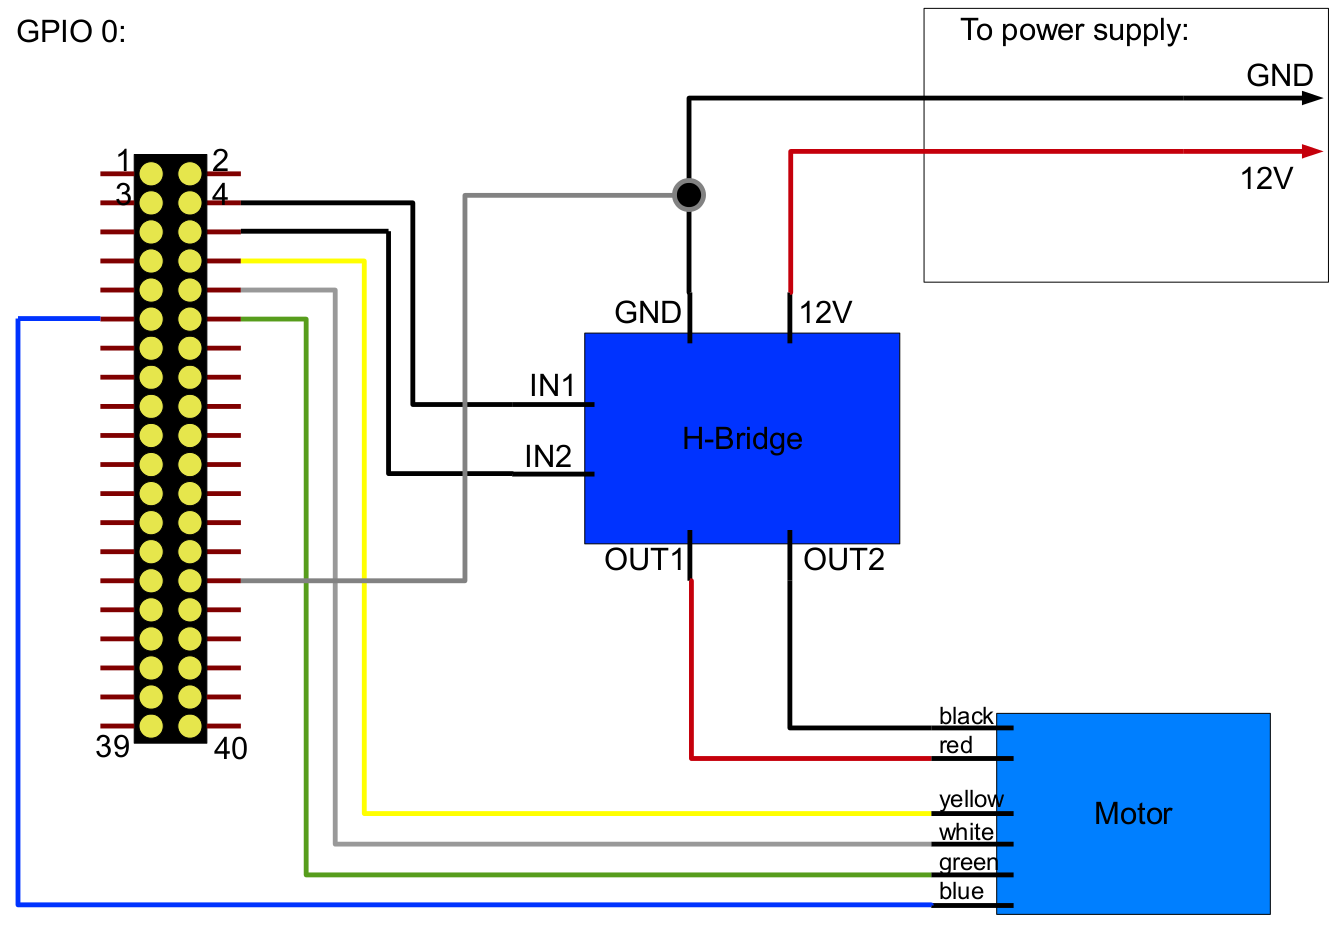 GPIO 0:
To power supply:
GND
12V
1 2
3 4
GND 12V
IN1
H-Bridge
IN2
OUT1 OUT2
39 40
black
red
yellow
Motor
white
green
blue